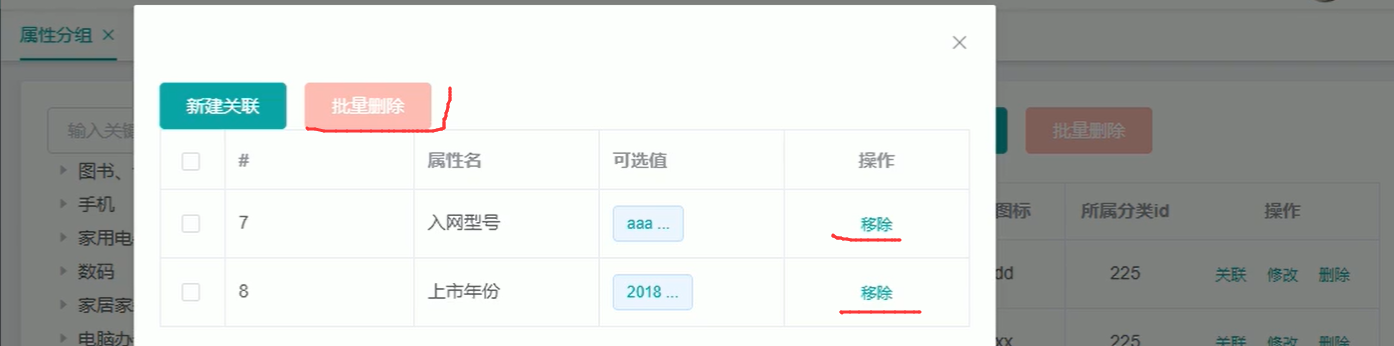 属性分组 ×
新建关联 批量删除
输入关键 批量删除
# 属性名 可选值 操作
图书、
手机
7 入网型号 aaa ... 移除
图标 所属分类id 操作
家用电
数码
8 上市年份 2018 ... 移除
dd 225 关联 修改 删除
家居家
电脑办
xx 225 关联 修改 删除